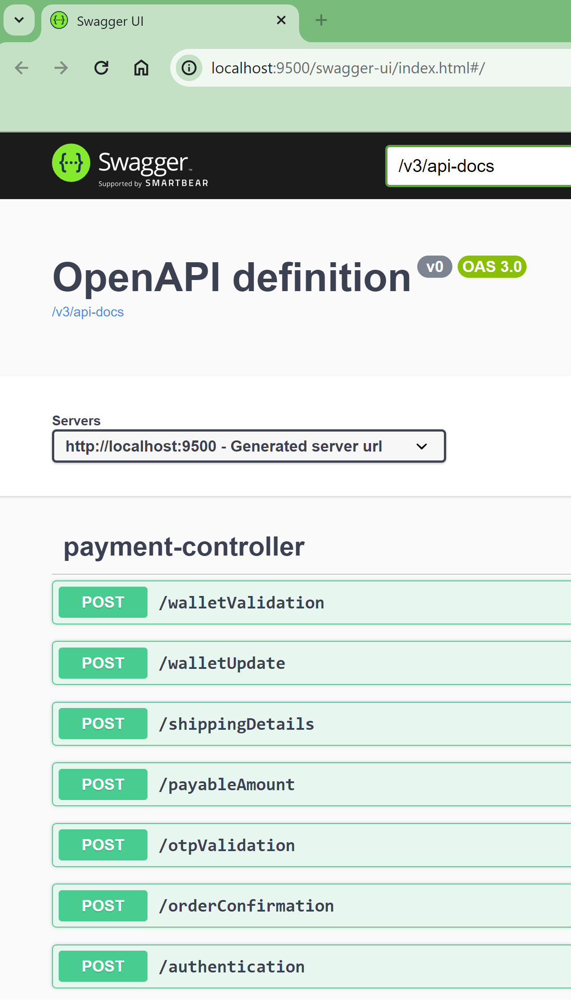 Swagger UI
localhost:9500/swagger-ui/index.html#/
{···} Swagger™
Supported by SMARTBEAR
/v3/api-docs
OpenAPI definition v0 OAS 3.0
/v3/api-docs
Servers
http://localhost:9500 - Generated server url
payment-controller
POST /walletValidation
POST /walletUpdate
POST /shippingDetails
POST /payableAmount
POST /otpValidation
POST /orderConfirmation
POST /authentication